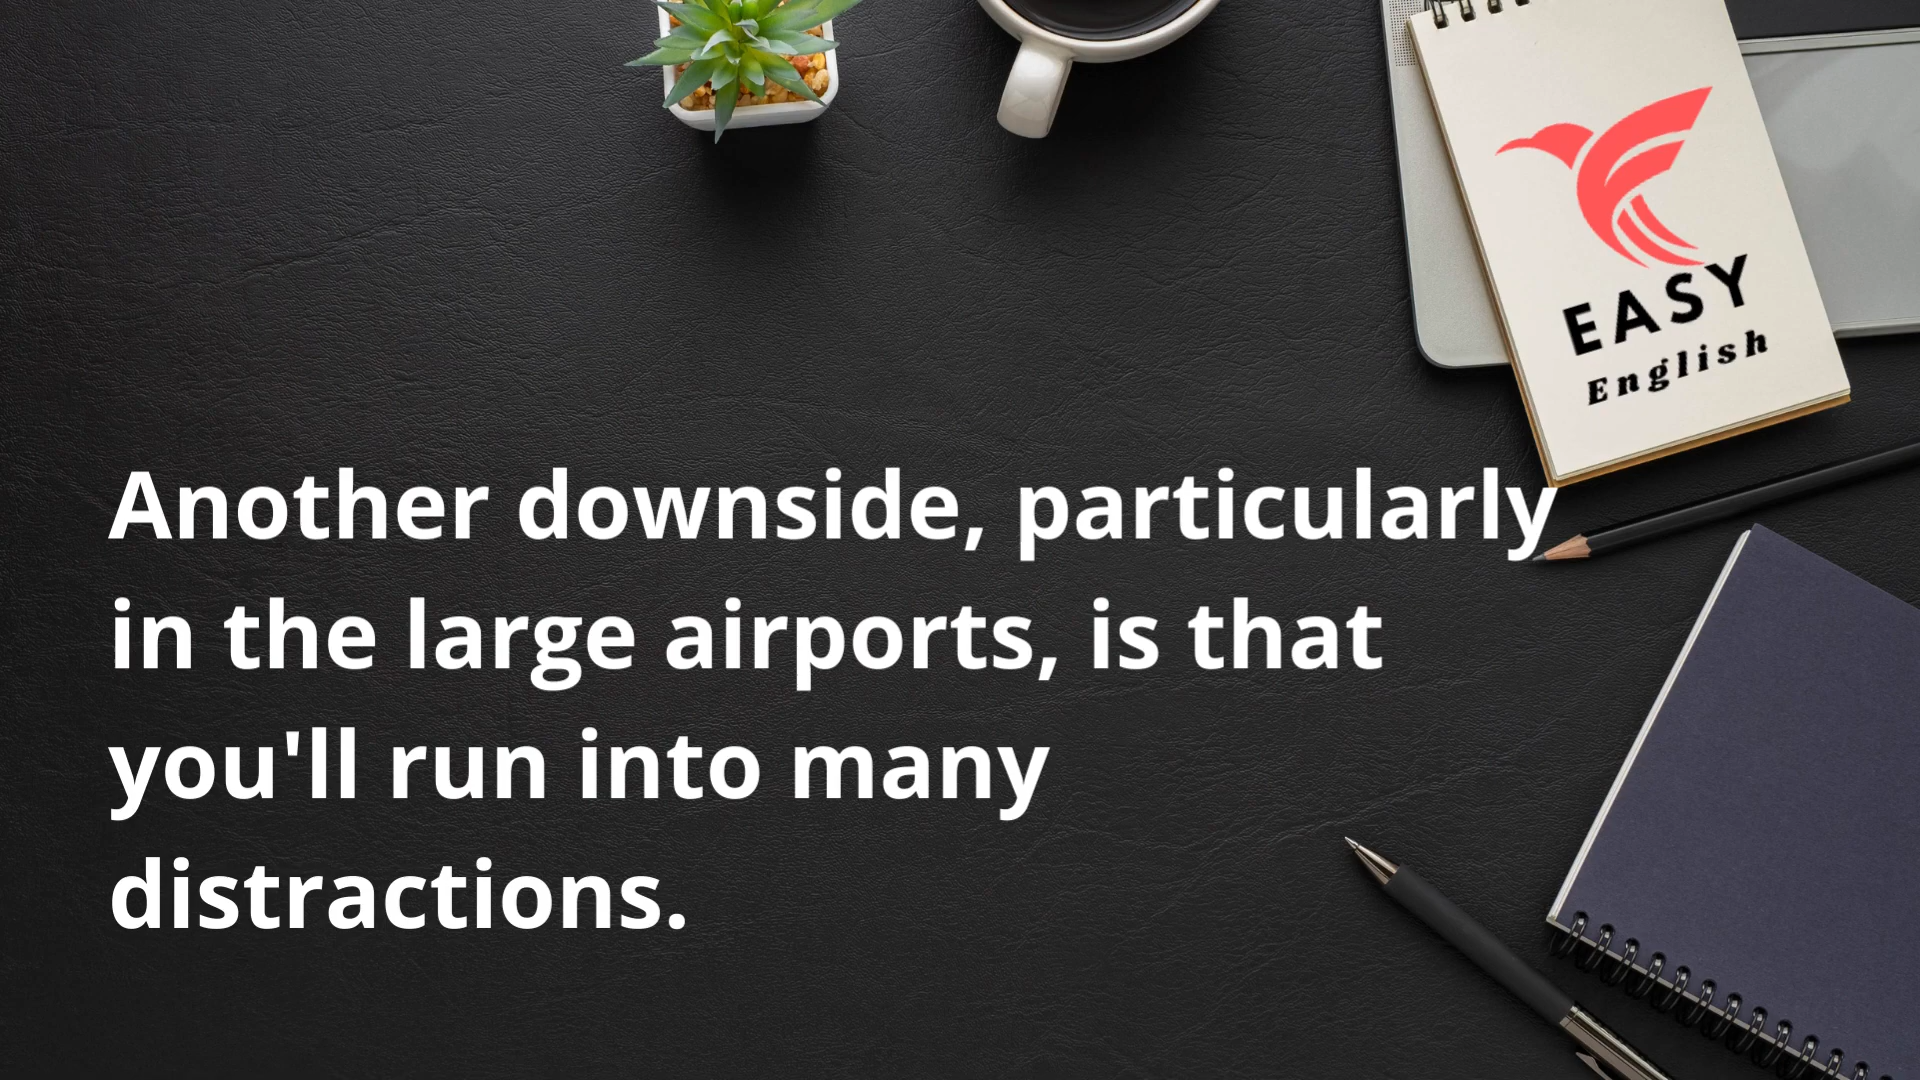 EASY
English
Another downside, particularly
in the large airports, is that
you'll run into many
distractions.